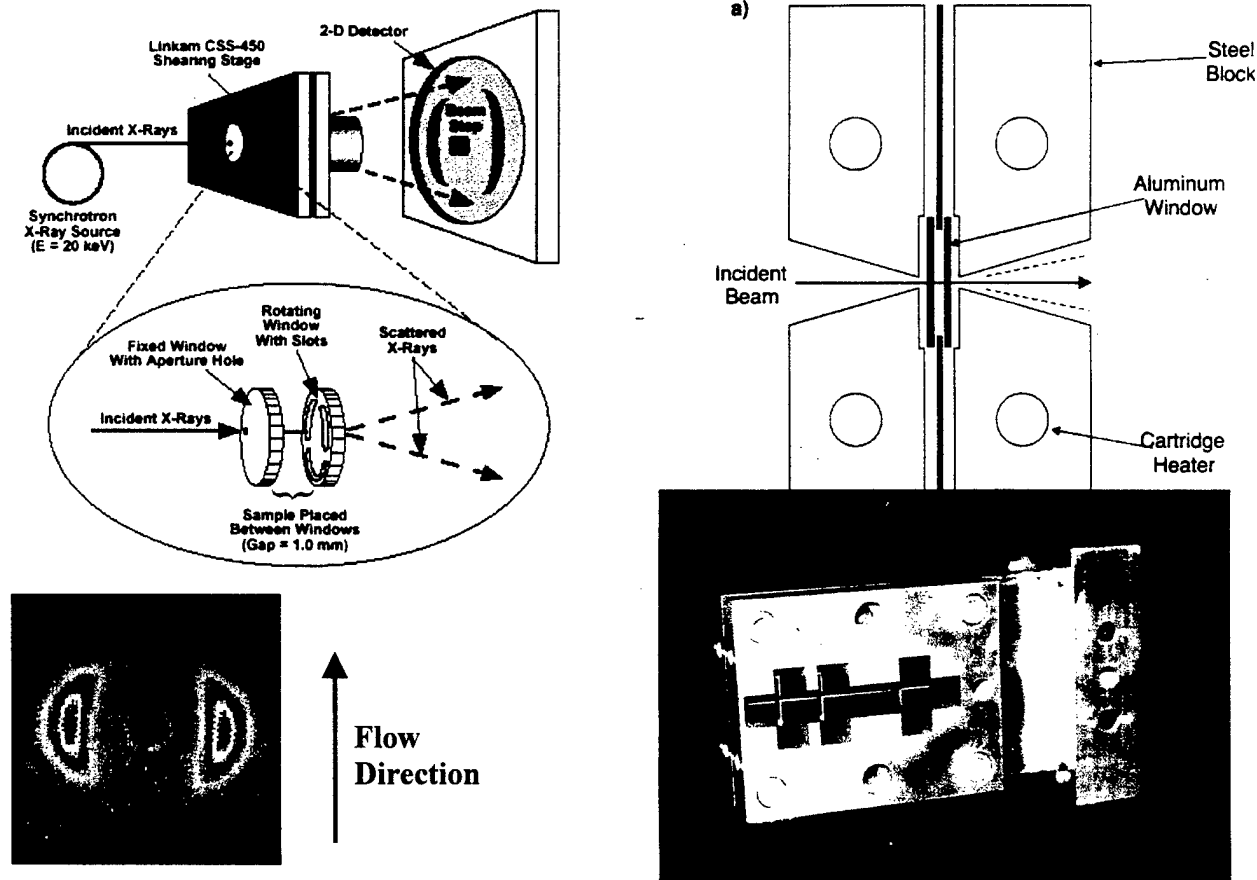 2-D Detector
Linkam CSS-450
Shearing Stage
Beam
Stop
Incident X-Rays
Synchrotron
X-Ray Source
(E = 20 keV)
Rotating
Window
With Slots
Scattered
X-Rays
Fixed Window
With Aperture Hole
Incident X-Rays
Sample Placed
Between Windows
(Gap = 1.0 mm)
Flow
Direction
a)
Steel
Block
Aluminum
Window
Incident
Beam
Cartridge
Heater